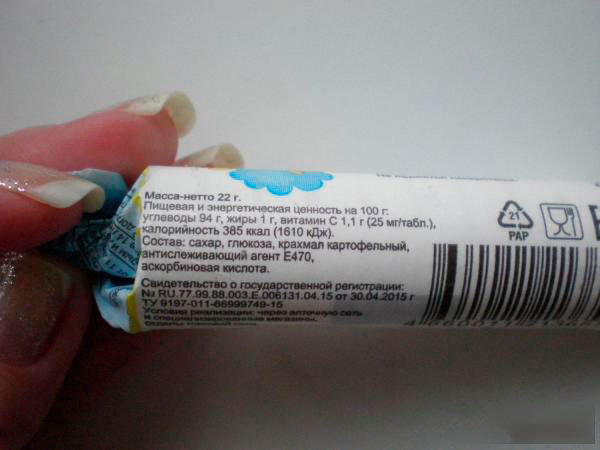 Масса-нетто 22 г.
Пищевая и энергетическая ценность на 100 г:
углеводы 94 г, жиры 1 г, витамин С 1,1 г (25 мг/табл.),
калорийность 385 ккал (1610 кДж).
Состав: сахар, глюкоза, крахмал картофельный,
антислеживающий агент Е470,
аскорбиновая кислота.
Свидетельство о государственной регистрации:
№ RU.77.99.88.003.Е.006131.04.15 от 30.04.2015 г
ТУ 9197-011-66999749-15
Условия реализации: через аптечную сеть
и специализированные магазины,
21
PAP